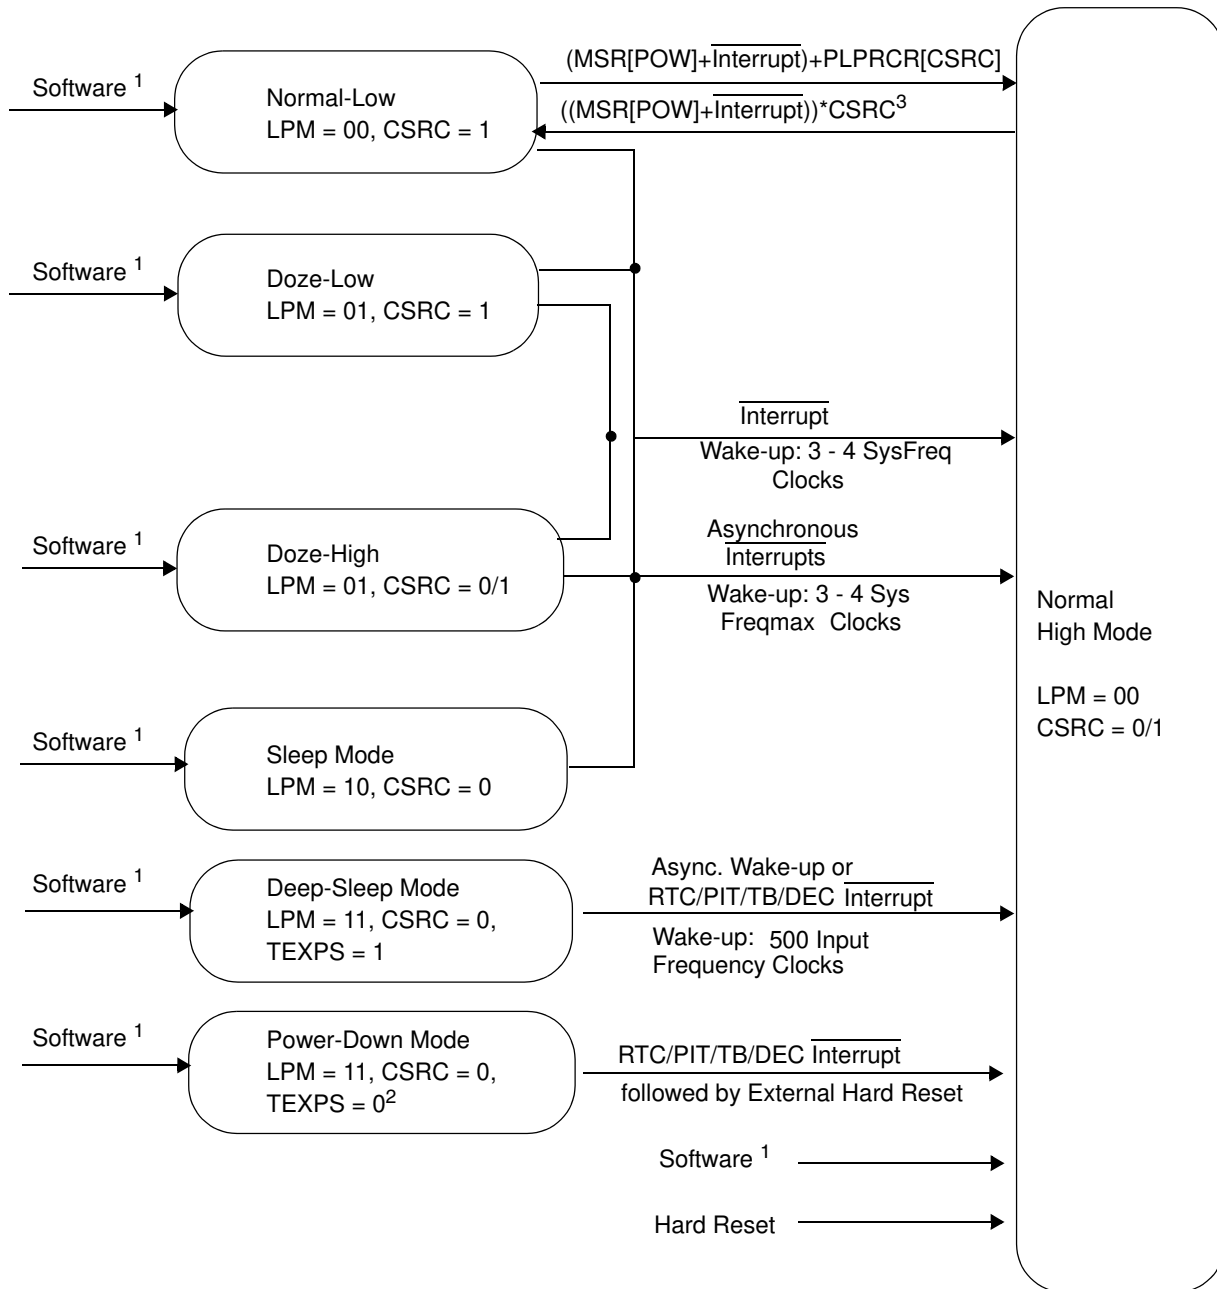 Software 1
Normal-Low
LPM = 00, CSRC = 1
(MSR[POW]+Interrupt)+PLPRCR[CSRC]
((MSR[POW]+Interrupt))*CSRC3
Software 1
Doze-Low
LPM = 01, CSRC = 1
Interrupt
Wake-up: 3 - 4 SysFreq
Clocks
Software 1
Doze-High
LPM = 01, CSRC = 0/1
Asynchronous
Interrupts
Wake-up: 3 - 4 Sys
Freqmax Clocks
Normal
High Mode
LPM = 00
CSRC = 0/1
Software 1
Sleep Mode
LPM = 10, CSRC = 0
Software 1
Deep-Sleep Mode
LPM = 11, CSRC = 0,
TEXPS = 1
Async. Wake-up or
RTC/PIT/TB/DEC Interrupt
Wake-up: 500 Input
Frequency Clocks
Software 1
Power-Down Mode
LPM = 11, CSRC = 0,
TEXPS = 02
RTC/PIT/TB/DEC Interrupt
followed by External Hard Reset
Software 1
Hard Reset